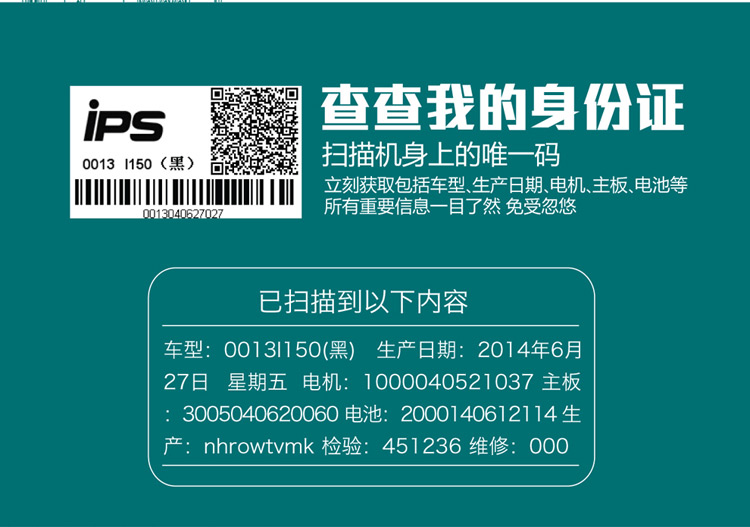 iPS
0013 I150（黑）
0013040627027
查查我的身份证
扫描机身上的唯一码
立刻获取包括车型、生产日期、电机、主板、电池等
所有重要信息一目了然 免受忽悠
已扫描到以下内容
车型：0013I150(黑) 生产日期：2014年6月
27日 星期五 电机：1000040521037 主板
：3005040620060 电池：2000140612114 生
产：nhrowtvmk 检验：451236 维修：000